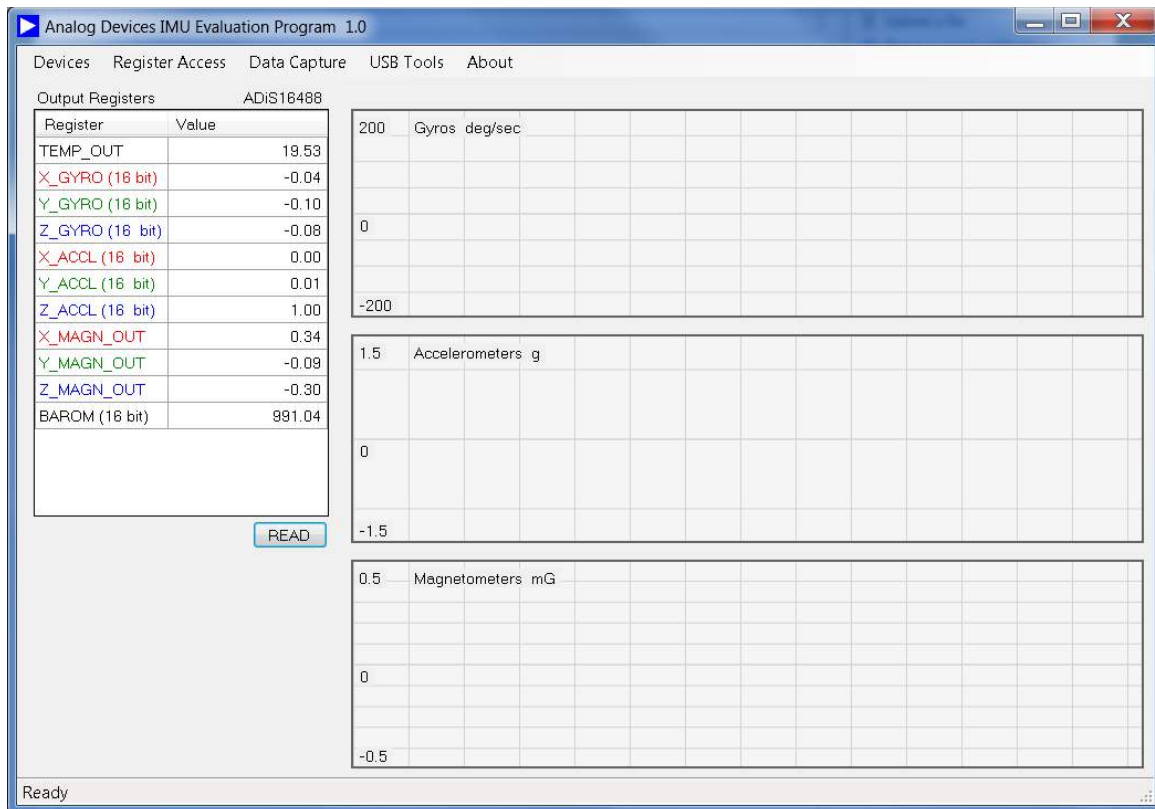 Analog Devices IMU Evaluation Program 1.0
Devices Register Access Data Capture USB Tools About
Output Registers ADiS16488
Register Value
TEMP_OUT 19.53
X_GYRO (16 bit) -0.04
Y_GYRO (16 bit) -0.10
Z_GYRO (16 bit) -0.08
X_ACCL (16 bit) 0.00
Y_ACCL (16 bit) 0.01
Z_ACCL (16 bit) 1.00
X_MAGN_OUT 0.34
Y_MAGN_OUT -0.09
Z_MAGN_OUT -0.30
BAROM (16 bit) 991.04
READ
200 Gyros deg/sec
0
-200
1.5 Accelerometers g
0
-1.5
0.5 Magnetometers mG
0
-0.5
Ready